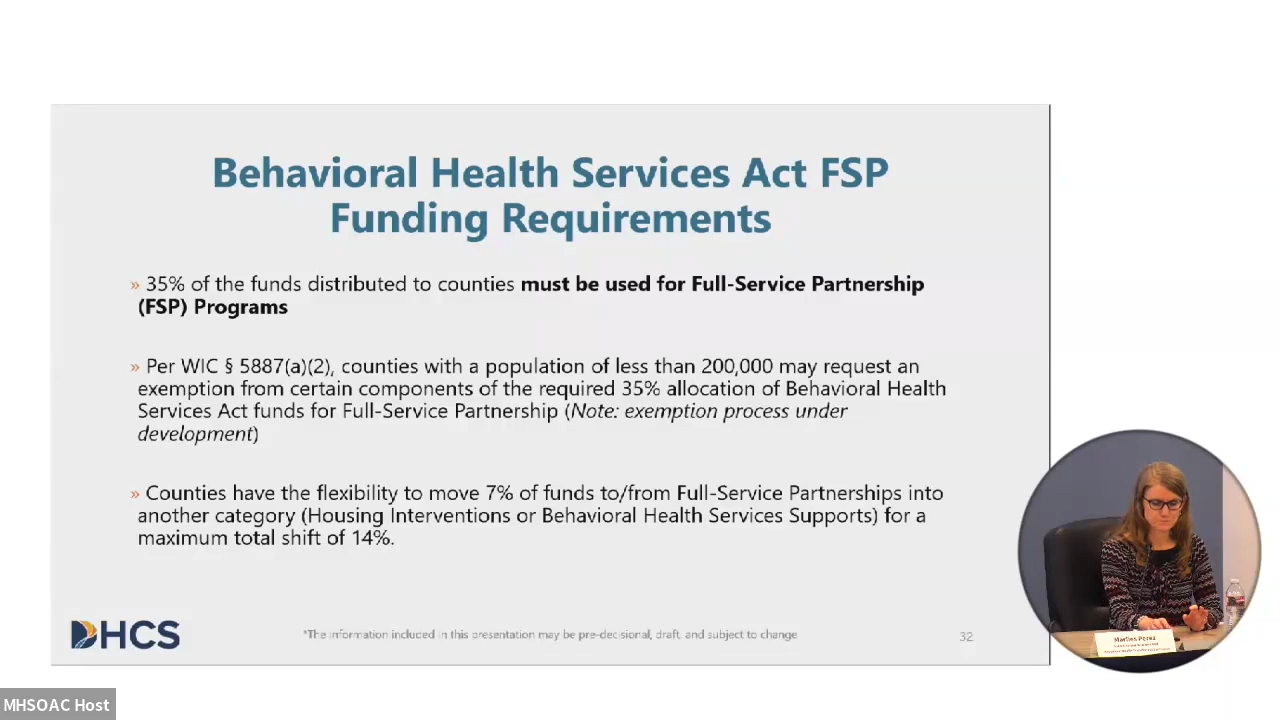 Behavioral Health Services Act FSP
Funding Requirements
» 35% of the funds distributed to counties must be used for Full-Service Partnership
(FSP) Programs
» Per WIC § 5887(a)(2), counties with a population of less than 200,000 may request an
exemption from certain components of the required 35% allocation of Behavioral Health
Services Act funds for Full-Service Partnership (Note: exemption process under
development)
» Counties have the flexibility to move 7% of funds to/from Full-Service Partnerships into
another category (Housing Interventions or Behavioral Health Services Supports) for a
maximum total shift of 14%.
DHCS
*The information included in this presentation may be pre-decisional, draft, and subject to change
32
Marlies Perez
MHSOAC Host